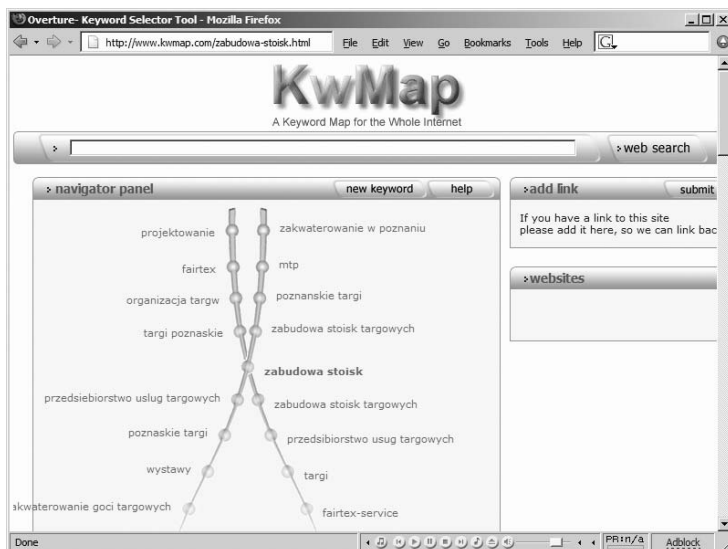 Overture- Keyword Selector Tool - Mozilla Firefox
http://www.kwmap.com/zabudowa-stoisk.html File Edit View Go Bookmarks Tools Help G
KwMap
A Keyword Map for the Whole Internet
web search
navigator panel new keyword help
projektowanie zakwaterowanie w poznaniu
fairtex mtp
organizacja targw poznanskie targi
targi poznaskie zabudowa stoisk targowych
zabudowa stoisk
przedsiebiorstwo uslug targowych zabudowa stoisk targowych
poznaskie targi przedsibiorstwo usug targowych
wystawy targi
akwaterowanie goci targowych fairtex-service
add link submit
If you have a link to this site
please add it here, so we can link bac
websites
Done PR:n/a Adblock